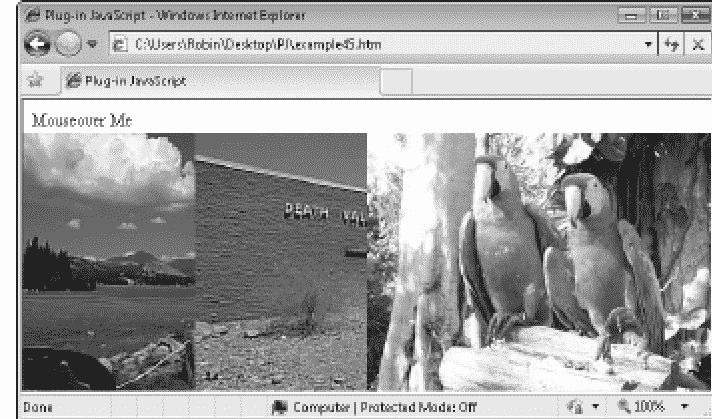 Plug-in JavaScript - Windows Internet Explorer
C:\Users\Robin\Desktop\PJ\example45.htm
Plug-in JavaScript
Mouseover Me
DEATH VAL
Done
Computer | Protected Mode: Off
100%